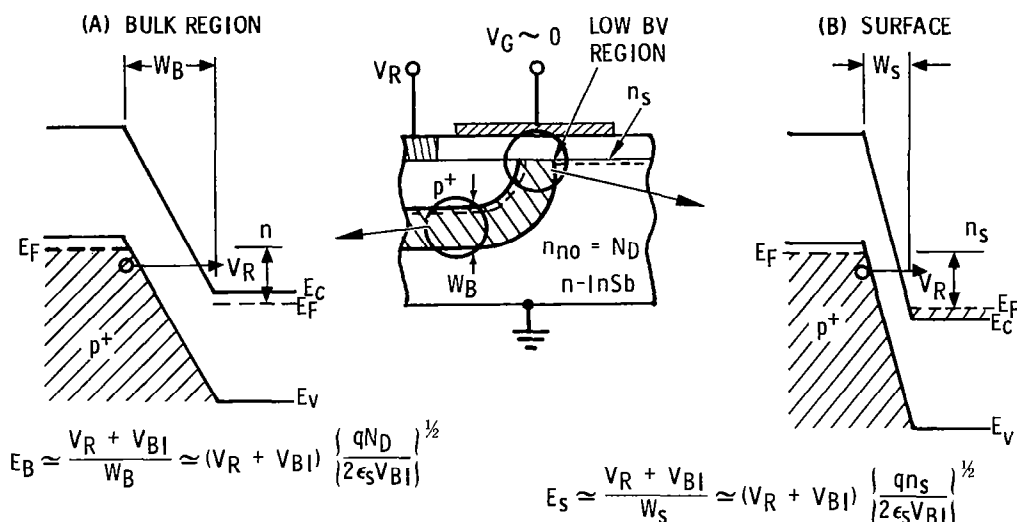 (A) BULK REGION
W_B
n
E_F
V_R
E_C
E_F
p⁺
E_V
E_B ≃ (V_R + V_BI)/W_B ≃ (V_R + V_BI) {qN_D/(2ϵ_s V_BI)}^½
V_G ~ 0
LOW BV
REGION
V_R
n_s
p⁺
n_no = N_D
W_B
n-InSb
(B) SURFACE
W_s
n_s
E_F
V_R
E_F
E_C
p⁺
E_V
E_s ≃ (V_R + V_BI)/W_s ≃ (V_R + V_BI) {qn_s/(2ϵ_s V_BI)}^½